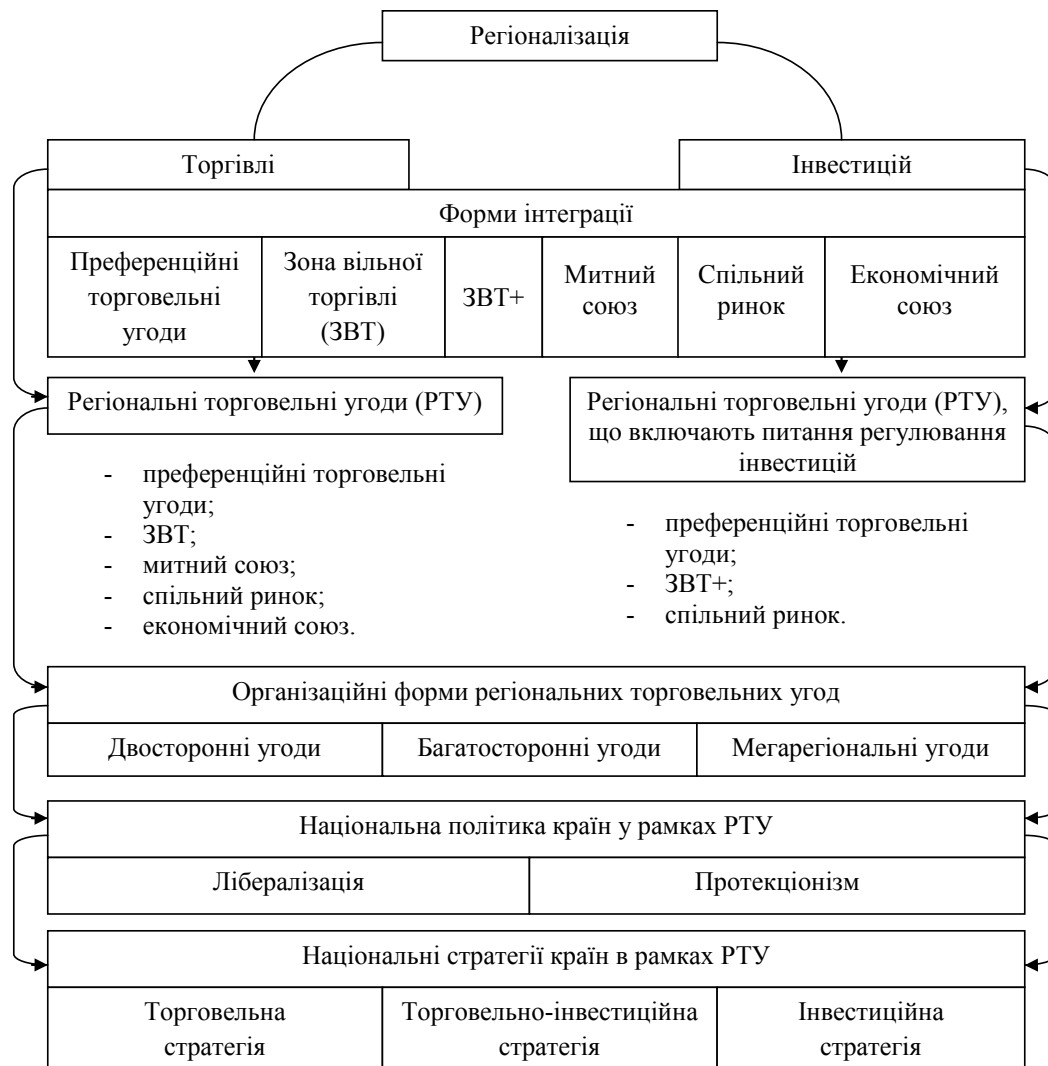 Регіоналізація
Торгівлі
Інвестицій
Форми інтеграції
Преференційні
торговельні
угоди
Зона вільної
торгівлі
(ЗВТ)
ЗВТ+
Митний
союз
Спільний
ринок
Економічний
союз
Регіональні торговельні угоди (РТУ)
Регіональні торговельні угоди (РТУ),
що включають питання регулювання
інвестицій
- преференційні торговельні
угоди;
- ЗВТ;
- митний союз;
- спільний ринок;
- економічний союз.
- преференційні торговельні
угоди;
- ЗВТ+;
- спільний ринок.
Організаційні форми регіональних торговельних угод
Двосторонні угоди
Багатосторонні угоди
Мегарегіональні угоди
Національна політика країн у рамках РТУ
Лібералізація
Протекціонізм
Національні стратегії країн в рамках РТУ
Торговельна
стратегія
Торговельно-інвестиційна
стратегія
Інвестиційна
стратегія